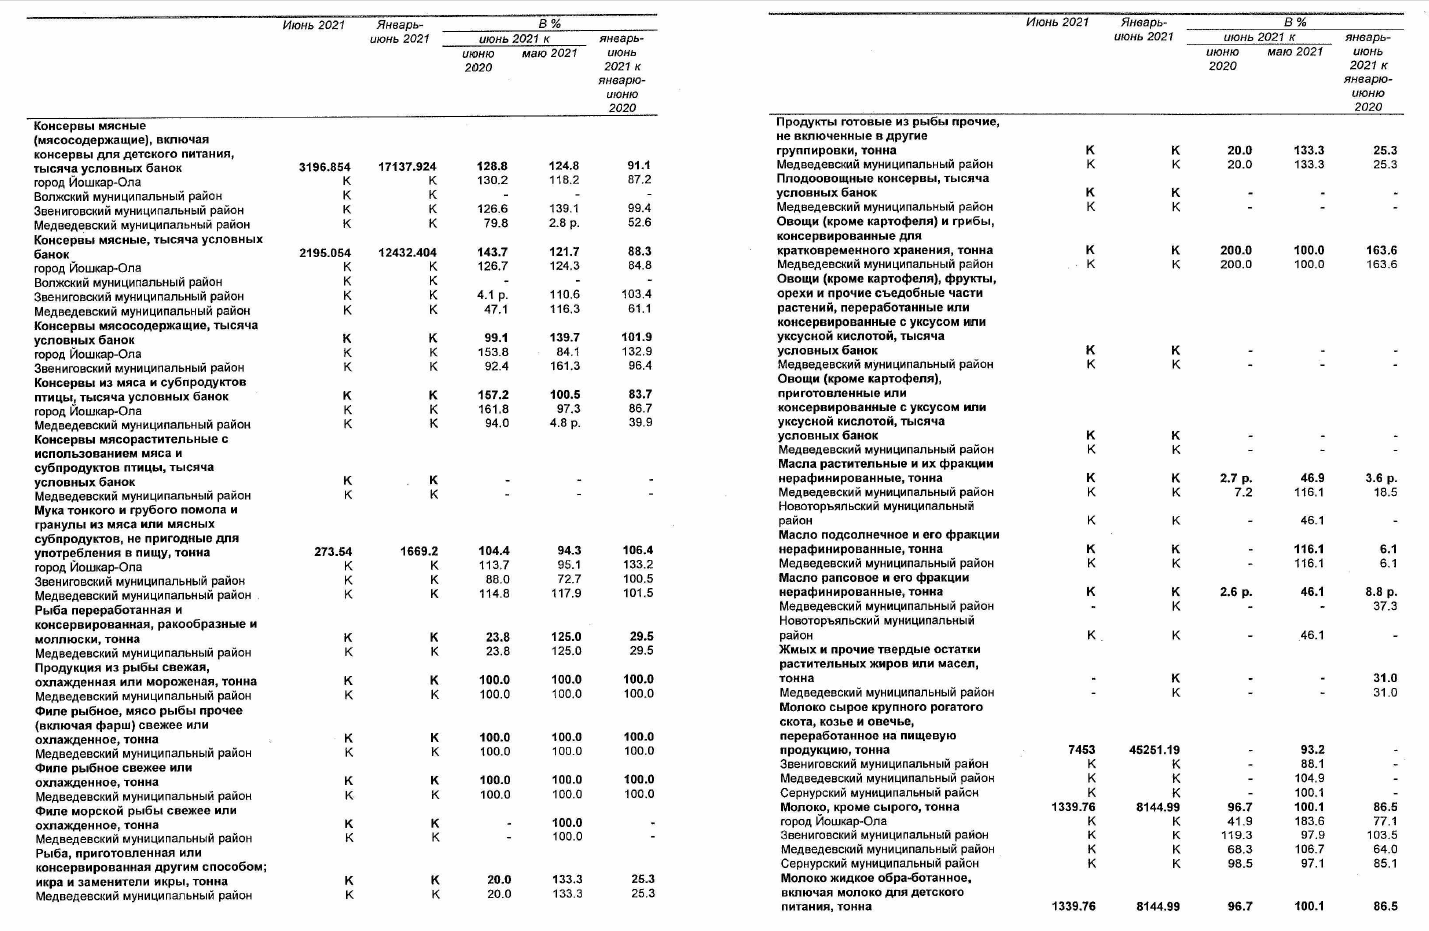 Июнь 2021 Январь- В %
июнь 2021 июнь 2021 к январь-
июню маю 2021 июнь
2020 2021 к
январю-
июню
2020
Консервы мясные
(мясосодержащие), включая
консервы для детского питания,
тысяча условных банок 3196.854 17137.924 128.8 124.8 91.1
город Йошкар-Ола К К 130.2 118.2 87.2
Волжский муниципальный район К К - - -
Звениговский муниципальный район К К 126.6 139.1 99.4
Медведевский муниципальный район К К 79.8 2.8 р. 52.6
Консервы мясные, тысяча условных
банок 2195.054 12432.404 143.7 121.7 88.3
город Йошкар-Ола К К 126.7 124.3 84.8
Волжский муниципальный район К К - - -
Звениговский муниципальный район К К 4.1 р. 110.6 103.4
Медведевский муниципальный район К К 47.1 116.3 61.1
Консервы мясосодержащие, тысяча
условных банок К К 99.1 139.7 101.9
город Йошкар-Ола К К 153.8 84.1 132.9
Звениговский муниципальный район К К 92.4 161.3 96.4
Консервы из мяса и субпродуктов
птицы, тысяча условных банок К К 157.2 100.5 83.7
город Йошкар-Ола К К 161.8 97.3 86.7
Медведевский муниципальный район К К 94.0 4.8 р. 39.9
Консервы мясорастительные с
использованием мяса и
субпродуктов птицы, тысяча
условных банок К К - - -
Медведевский муниципальный район К К - - -
Мука тонкого и грубого помола и
гранулы из мяса или мясных
субпродуктов, не пригодные для
употребления в пищу, тонна 273.54 1669.2 104.4 94.3 106.4
город Йошкар-Ола К К 113.7 95.1 133.2
Звениговский муниципальный район К К 88.0 72.7 100.5
Медведевский муниципальный район К К 114.8 117.9 101.5
Рыба переработанная и
консервированная, ракообразные и
моллюски, тонна К К 23.8 125.0 29.5
Медведевский муниципальный район К К 23.8 125.0 29.5
Продукция из рыбы свежая,
охлажденная или мороженая, тонна К К 100.0 100.0 100.0
Медведевский муниципальный район К К 100.0 100.0 100.0
Филе рыбное, мясо рыбы прочее
(включая фарш) свежее или
охлажденное, тонна К К 100.0 100.0 100.0
Медведевский муниципальный район К К 100.0 100.0 100.0
Филе рыбное свежее или
охлажденное, тонна К К 100.0 100.0 100.0
Медведевский муниципальный район К К 100.0 100.0 100.0
Филе морской рыбы свежее или
охлажденное, тонна К К - 100.0 -
Медведевский муниципальный район К К - 100.0 -
Рыба, приготовленная или
консервированная другим способом;
икра и заменители икры, тонна К К 20.0 133.3 25.3
Медведевский муниципальный район К К 20.0 133.3 25.3
Июнь 2021 Январь- В %
июнь 2021 июнь 2021 к январь-
июню маю 2021 июнь
2020 2021 к
январю-
июню
2020
Продукты готовые из рыбы прочие,
не включенные в другие
группировки, тонна К К 20.0 133.3 25.3
Медведевский муниципальный район К К 20.0 133.3 25.3
Плодоовощные консервы, тысяча
условных банок К К - - -
Медведевский муниципальный район К К - - -
Овощи (кроме картофеля) и грибы,
консервированные для
кратковременного хранения, тонна К К 200.0 100.0 163.6
Медведевский муниципальный район К К 200.0 100.0 163.6
Овощи (кроме картофеля), фрукты,
орехи и прочие съедобные части
растений, переработанные или
консервированные с уксусом или
уксусной кислотой, тысяча
условных банок К К - - -
Медведевский муниципальный район К К - - -
Овощи (кроме картофеля),
приготовленные или
консервированные с уксусом или
уксусной кислотой, тысяча
условных банок К К - - -
Медведевский муниципальный район К К - - -
Масла растительные и их фракции
нерафинированные, тонна К К 2.7 р. 46.9 3.6 р.
Медведевский муниципальный район К К 7.2 116.1 18.5
Новоторъяльский муниципальный
район К К - 46.1 -
Масло подсолнечное и его фракции
нерафинированные, тонна К К - 116.1 6.1
Медведевский муниципальный район К К - 116.1 6.1
Масло рапсовое и его фракции
нерафинированные, тонна К К 2.6 р. 46.1 8.8 р.
Медведевский муниципальный район - К - - 37.3
Новоторъяльский муниципальный
район К К - 46.1 -
Жмых и прочие твердые остатки
растительных жиров или масел,
тонна - К - - 31.0
Медведевский муниципальный район - К - - 31.0
Молоко сырое крупного рогатого
скота, козье и овечье,
переработанное на пищевую
продукцию, тонна 7453 45251.19 - 93.2 -
Звениговский муниципальный район К К - 88.1 -
Медведевский муниципальный район К К - 104.9 -
Сернурский муниципальный район К К - 100.1 -
Молоко, кроме сырого, тонна 1339.76 8144.99 96.7 100.1 86.5
город Йошкар-Ола К К 41.9 183.6 77.1
Звениговский муниципальный район К К 119.3 97.9 103.5
Медведевский муниципальный район К К 68.3 106.7 64.0
Сернурский муниципальный район К К 98.5 97.1 85.1
Молоко жидкое обра-ботанное,
включая молоко для детского
питания, тонна 1339.76 8144.99 96.7 100.1 86.5